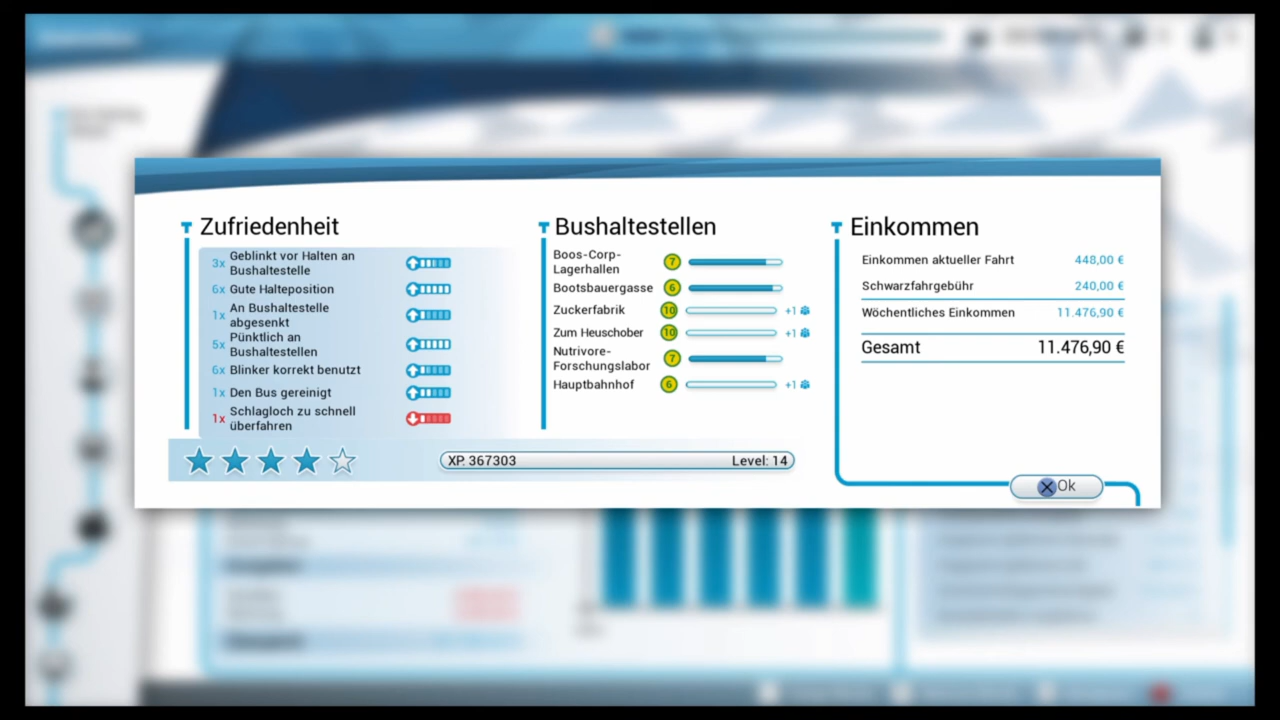 Zufriedenheit
3x Geblinkt vor Halten an
Bushaltestelle
6x Gute Halteposition
1x An Bushaltestelle
abgesenkt
5x Pünktlich an
Bushaltestellen
6x Blinker korrekt benutzt
1x Den Bus gereinigt
1x Schlagloch zu schnell
überfahren
Bushaltestellen
Boos-Corp-
Lagerhallen 7
Bootsbauergasse 6
Zuckerfabrik 10 +1
Zum Heuschober 10 +1
Nutrivore-
Forschungslabor 7
Hauptbahnhof 6 +1
XP: 367303 Level: 14
Einkommen
Einkommen aktueller Fahrt 448,00 €
Schwarzfahrgebühr 240,00 €
Wöchentliches Einkommen 11.476,90 €
Gesamt 11.476,90 €
Ok